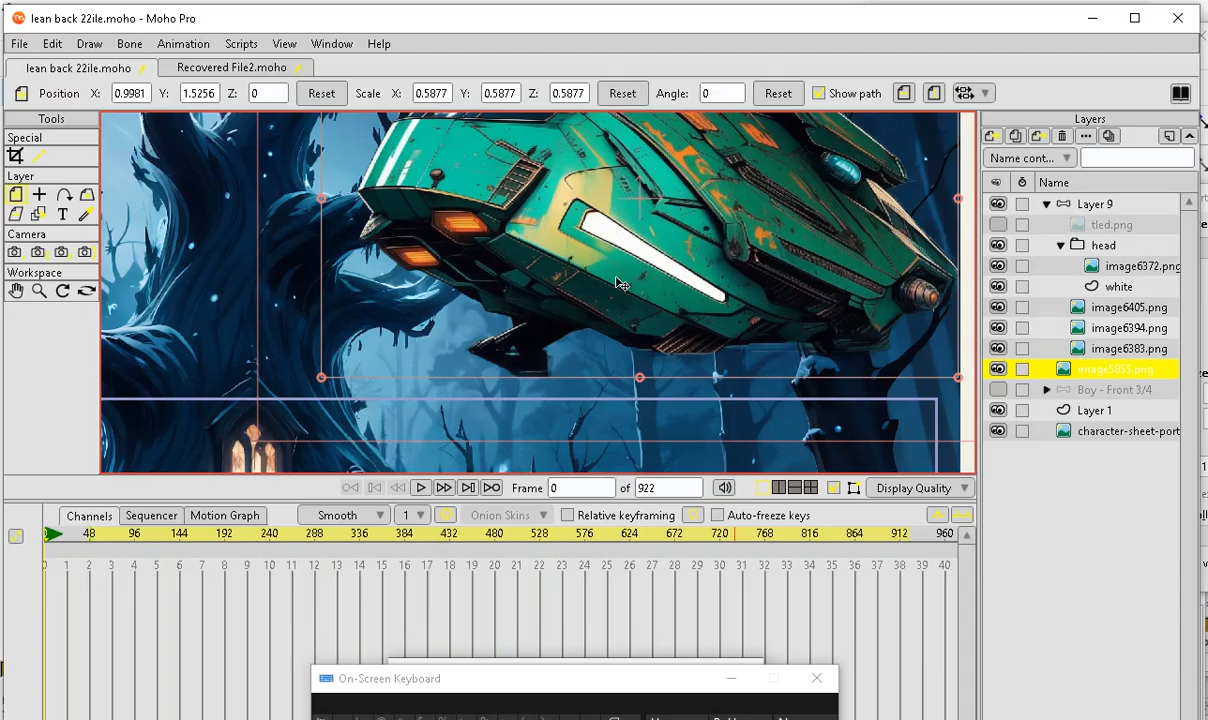 lean back 22ile.moho - Moho Pro
File Edit Draw Bone Animation Scripts View Window Help
lean back 22ile.moho Recovered File2.moho
Position X: 0.9981 Y: 1.5256 Z: 0 Reset Scale X: 0.5877 Y: 0.5877 Z: 0.5877 Reset Angle: 0 Reset Show path
Tools
Special
Layer
Camera
Workspace
Layers
Name cont...
Name
Layer 9
tled.png
head
image6372.png
white
image6405.png
image6394.png
image6383.png
image5855.png
Boy - Front 3/4
Layer 1
character-sheet-port
Frame 0 of 922 Display Quality
Channels Sequencer Motion Graph Smooth 1 Onion Skins Relative keyframing Auto-freeze keys
48 96 144 192 240 288 336 384 432 480 528 576 624 672 720 768 816 864 912 960
0 1 2 3 4 5 6 7 8 9 10 11 12 13 14 15 16 17 18 19 20 21 22 23 24 25 26 27 28 29 30 31 32 33 34 35 36 37 38 39 40
On-Screen Keyboard